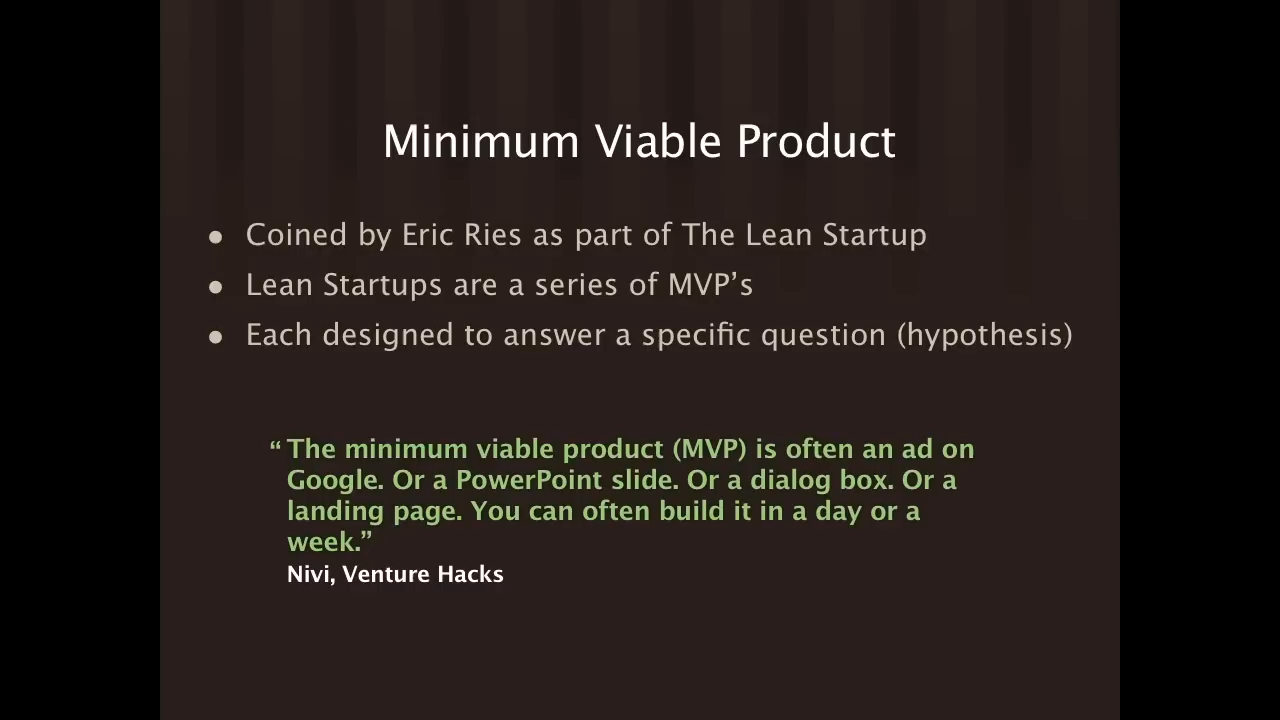 Minimum Viable Product
● Coined by Eric Ries as part of The Lean Startup
● Lean Startups are a series of MVP’s
● Each designed to answer a specific question (hypothesis)
“ The minimum viable product (MVP) is often an ad on
Google. Or a PowerPoint slide. Or a dialog box. Or a
landing page. You can often build it in a day or a
week.”
Nivi, Venture Hacks